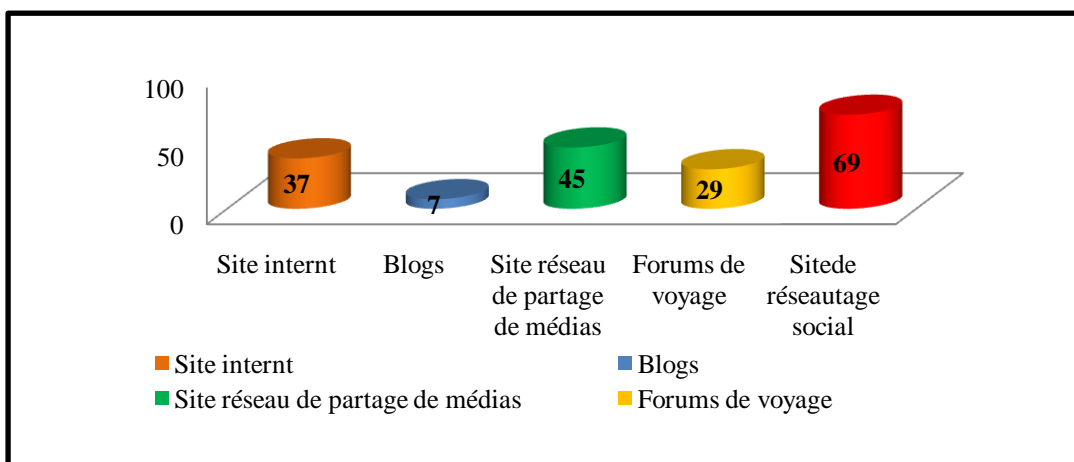 100
50
0
37
7
45
29
69
Site internt
Blogs
Site réseau
de partage
de médias
Forums de
voyage
Sitede
réseautage
social
Site internt
Blogs
Site réseau de partage de médias
Forums de voyage